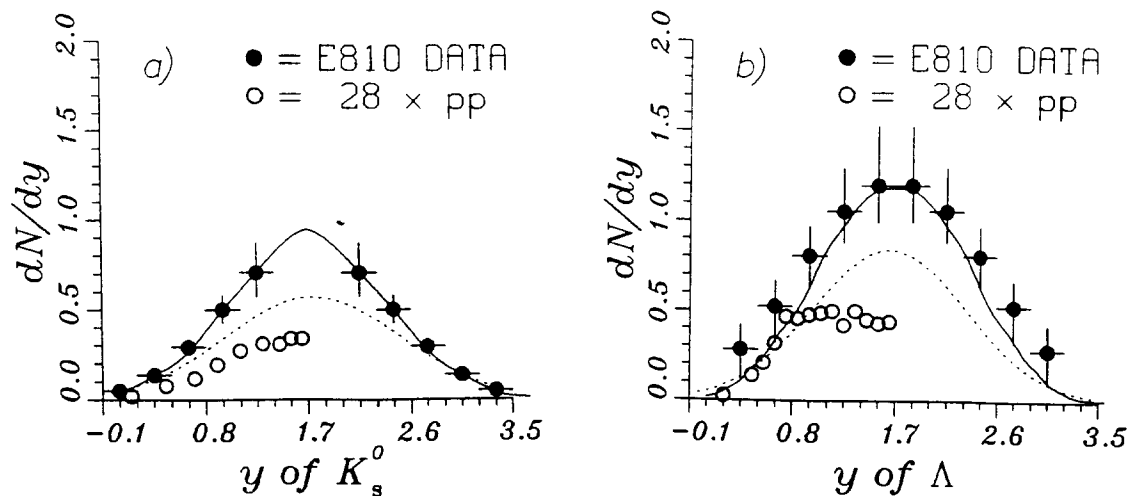 a)
● = E810 DATA
○ = 28 × pp
dN/dy
2.0
1.5
1.0
0.5
0.0
-0.1 0.8 1.7 2.6 3.5
y of K⁰ₛ
b)
● = E810 DATA
○ = 28 × pp
dN/dy
2.0
1.5
1.0
0.5
0.0
-0.1 0.8 1.7 2.6 3.5
y of Λ